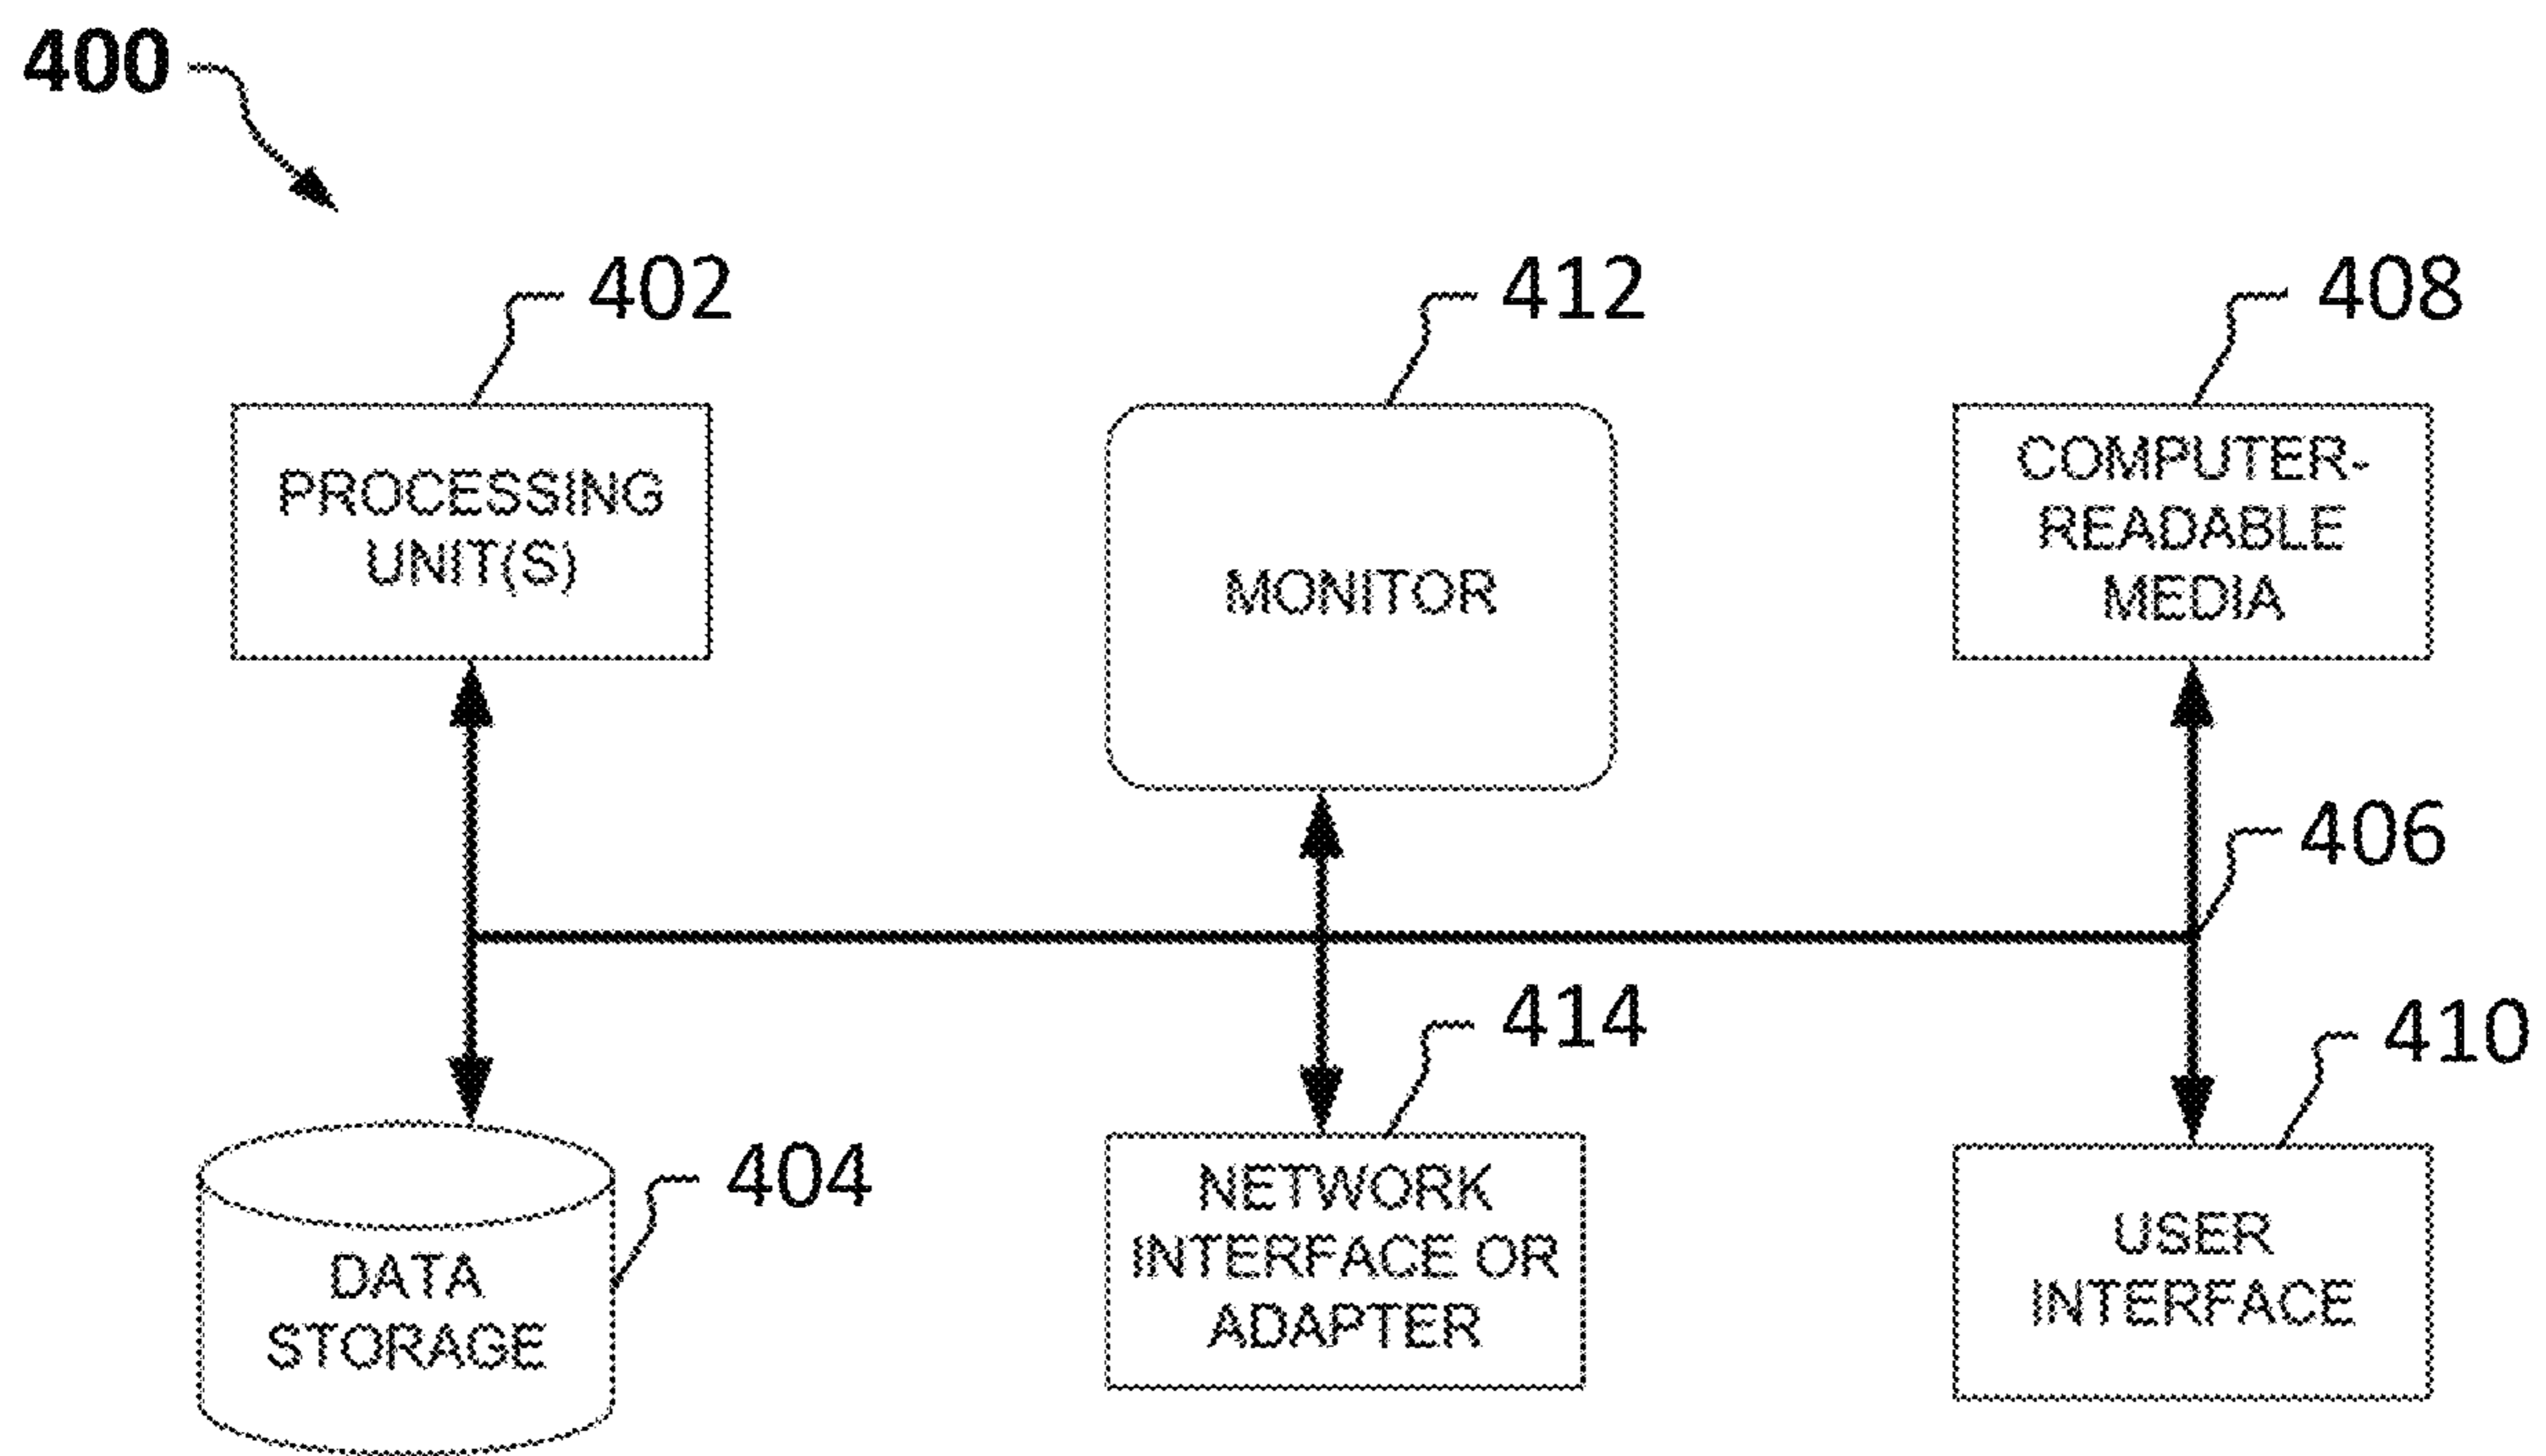 400
402
412
408
PROCESSING
UNIT(S)
MONITOR
COMPUTER-
READABLE
MEDIA
406
414
410
404
DATA
STORAGE
NETWORK
INTERFACE OR
ADAPTER
USER
INTERFACE